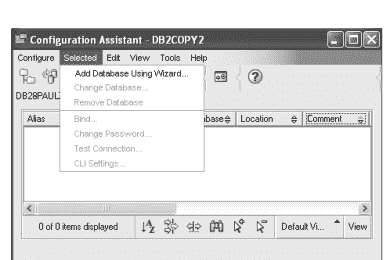 Configuration Assistant - DB2COPY2
Configure Selected Edit View Tools Help
Add Database Using Wizard...
Change Database...
DB28PAUL
Remove Database
Alias Bind... Location Comment
Change Password...
Test Connection...
CLI Settings...
0 of 0 items displayed Default Vi... View